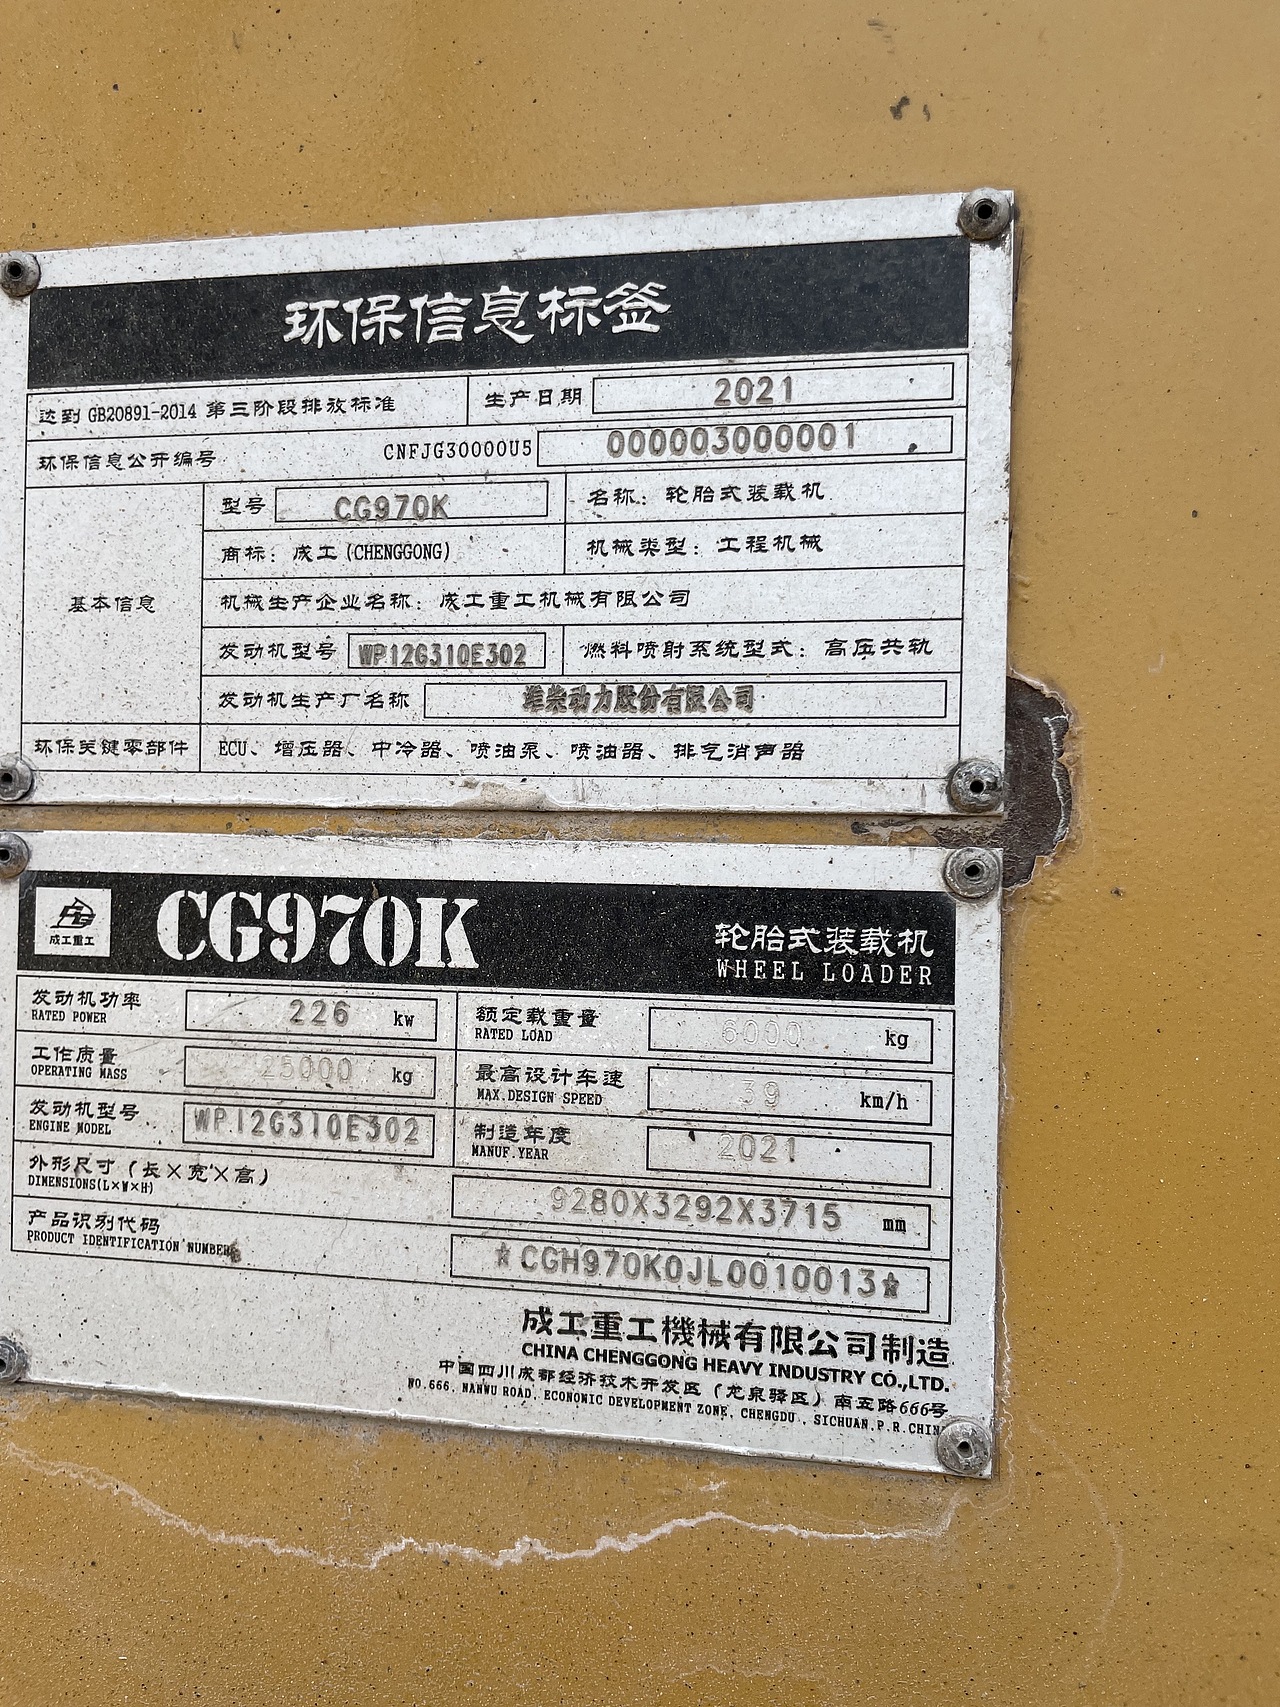 环保信息标签
达到 GB20891-2014 第三阶段排放标准 生产日期 2021
环保信息公开编号 CNFJG30000U5 000003000001
基本信息
型号 CG970K 名称：轮胎式装载机
商标：成工(CHENGGONG) 机械类型：工程机械
机械生产企业名称：成工重工机械有限公司
发动机型号 WP12G310E302 燃料喷射系统型式：高压共轨
发动机生产厂名称 潍柴动力股份有限公司
环保关键零部件 ECU、增压器、中冷器、喷油泵、喷油器、排气消声器
成工重工
CG970K
轮胎式装载机
WHEEL LOADER
发动机功率 226 kw 额定载重量 6000 kg
RATED POWER RATED LOAD
工作质量 25000 kg 最高设计车速 39 km/h
OPERATING MASS MAX.DESIGN SPEED
发动机型号 WP12G310E302 制造年度 2021
ENGINE MODEL MANUF.YEAR
外形尺寸（长×宽×高） 9280X3292X3715 mm
DIMENSIONS(L×W×H)
产品识别代码 ☆CGH970K0JL0010013☆
PRODUCT IDENTIFICATION NUMBER
成工重工機械有限公司制造
CHINA CHENGGONG HEAVY INDUSTRY CO.,LTD.
中国四川成都经济技术开发区（龙泉驿区）南五路666号
NO.666, NANWU ROAD, ECONOMIC DEVELOPMENT ZONE, CHENGDU, SICHUAN,P.R.CHINA